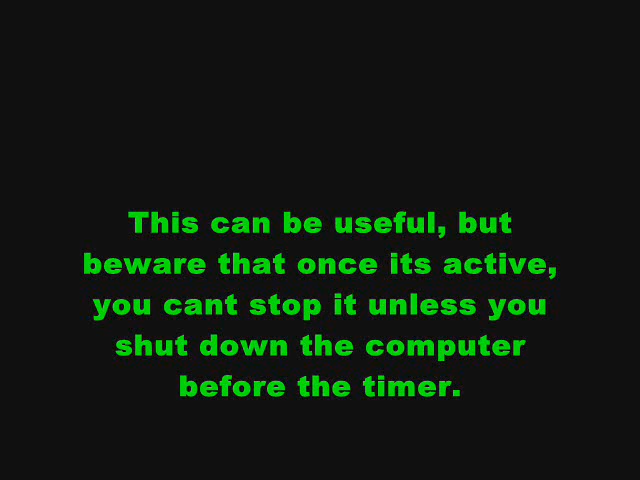 This can be useful, but
beware that once its active,
you cant stop it unless you
shut down the computer
before the timer.